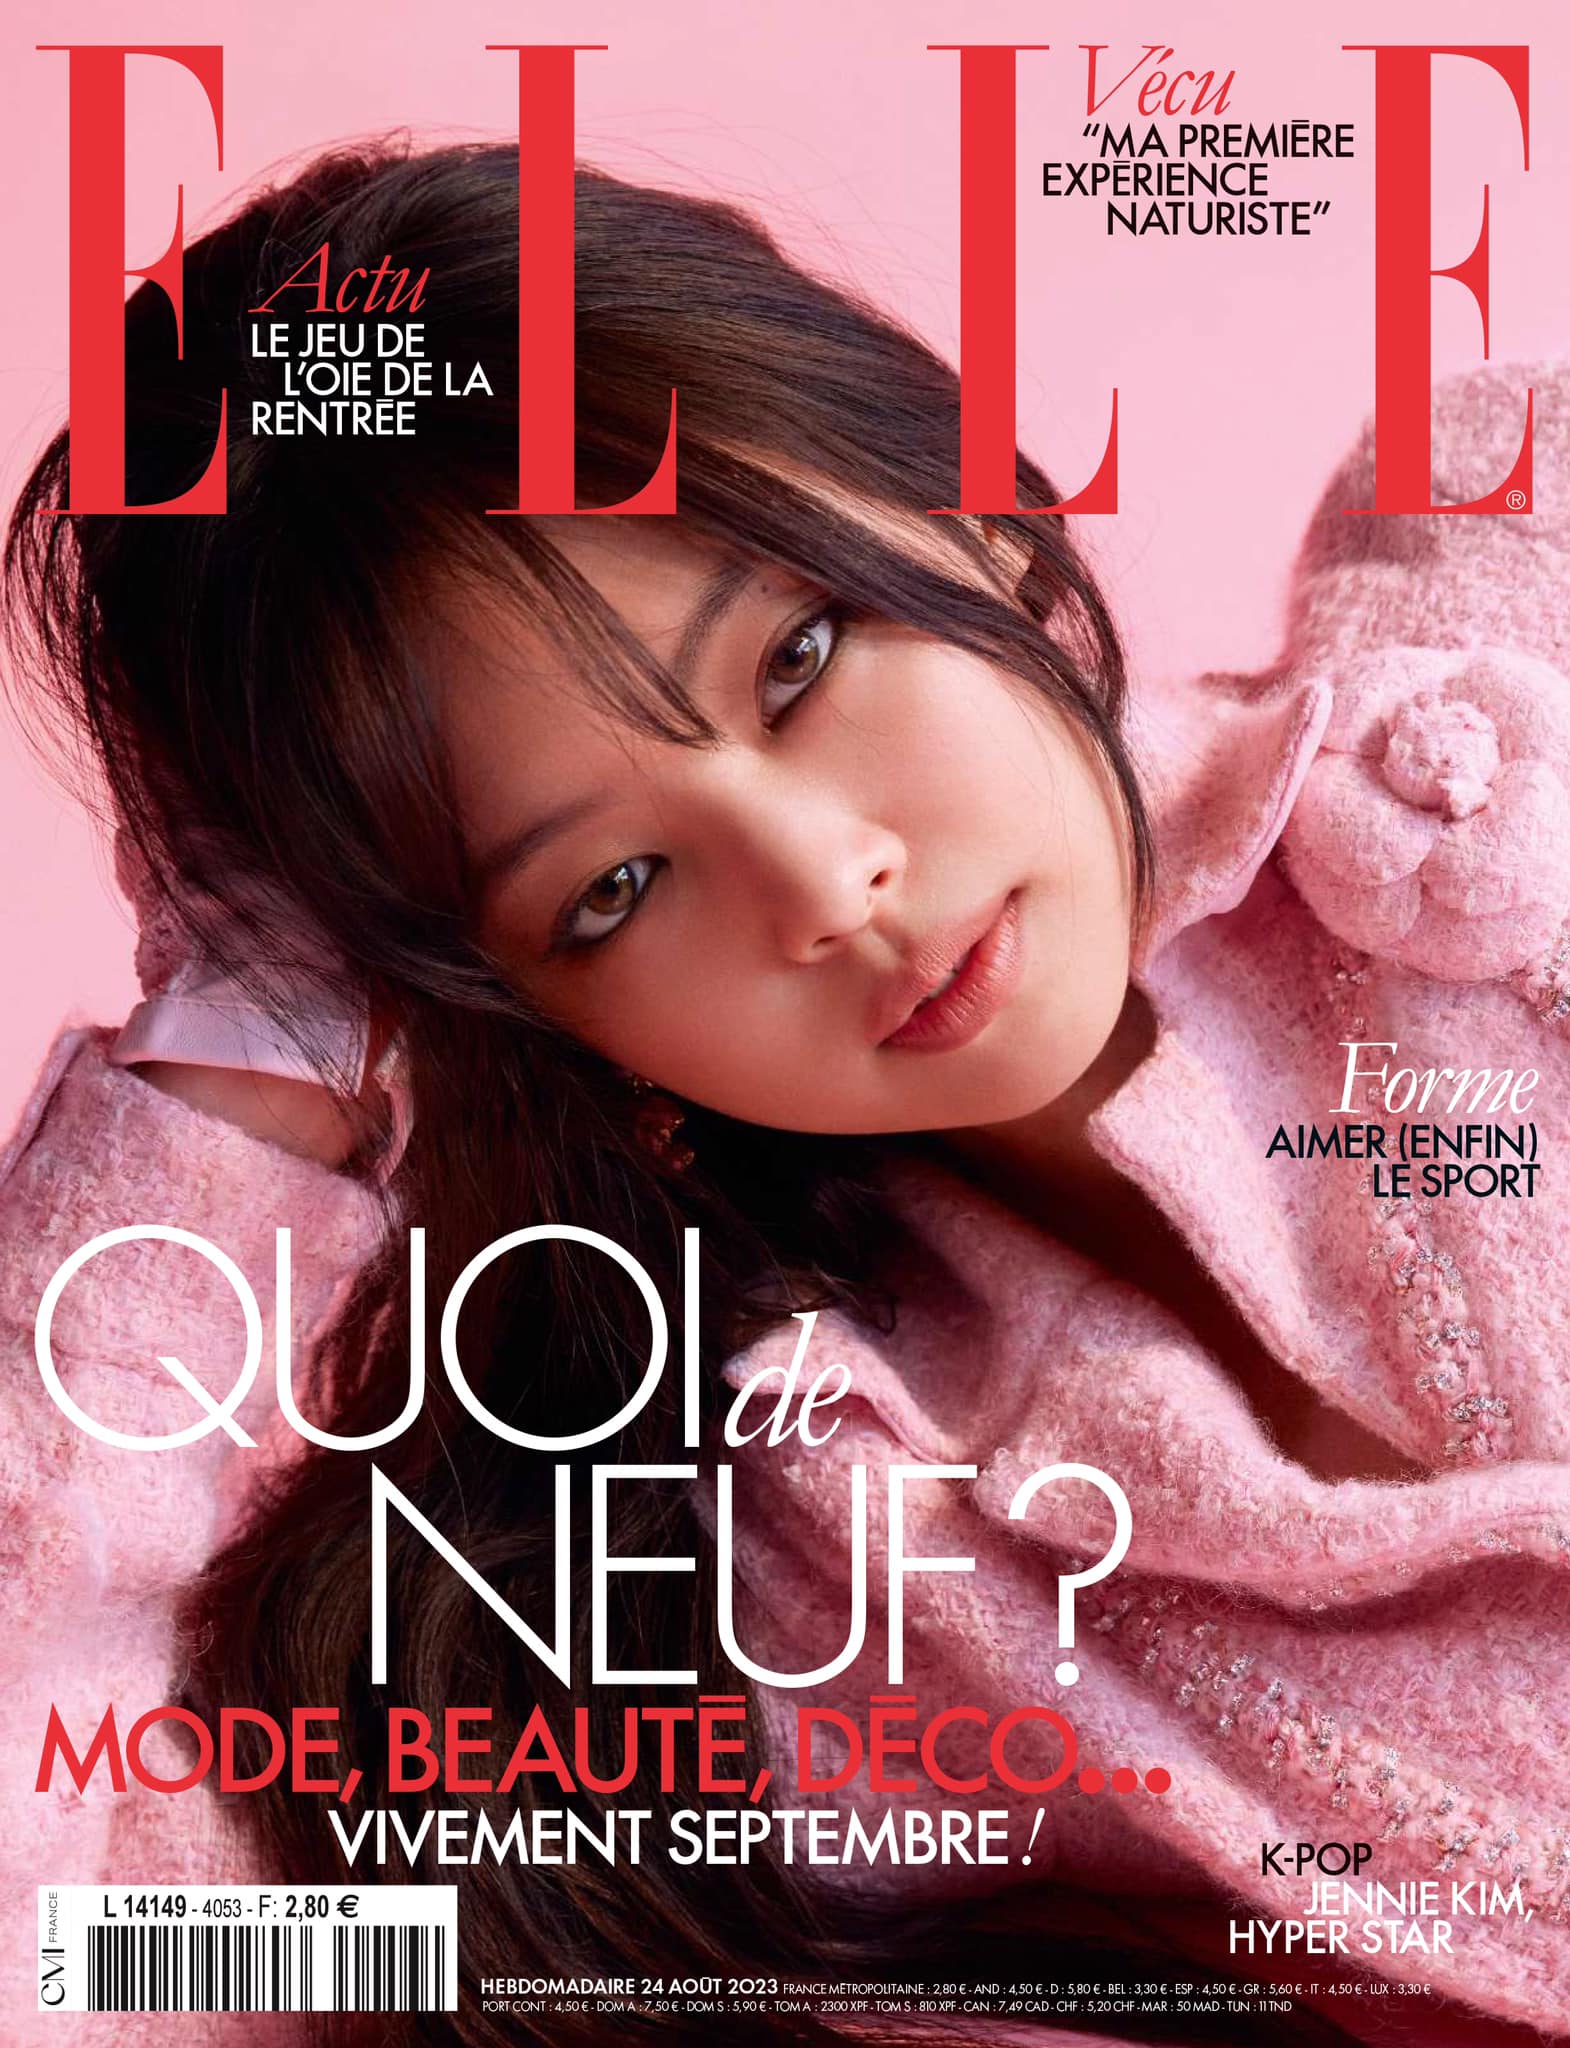 ELLE
®
Vécu
“MA PREMIÈRE
EXPÉRIENCE
NATURISTE”
Actu
LE JEU DE
L’OIE DE LA
RENTRÉE
Forme
AIMER (ENFIN)
LE SPORT
QUOI de
NEUF ?
MODE, BEAUTÉ, DÉCO...
VIVEMENT SEPTEMBRE !
K-POP
JENNIE KIM,
HYPER STAR
CMI FRANCE
L 14149 - 4053 - F: 2,80 €
HEBDOMADAIRE 24 AOÛT 2023 FRANCE MÉTROPOLITAINE : 2,80 € - AND : 4,50 € - D : 5,80 € - BEL : 3,30 € - ESP : 4,50 € - GR : 5,60 € - IT : 4,50 € - LUX : 3,30 €
PORT CONT : 4,50 € - DOM A : 7,50 € - DOM S : 5,90 € - TOM A : 2300 XPF - TOM S : 810 XPF - CAN : 7,49 CAD - CHF : 5,20 CHF - MAR : 50 MAD - TUN : 11 TND